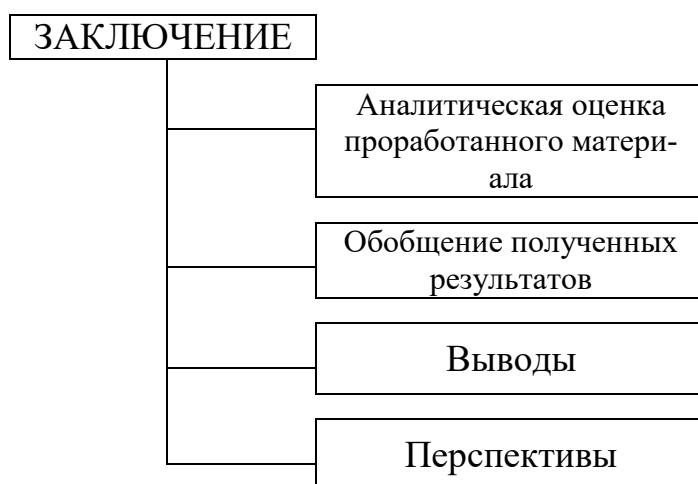 ЗАКЛЮЧЕНИЕ
Аналитическая оценка
проработанного матери-
ала
Обобщение полученных
результатов
Выводы
Перспективы